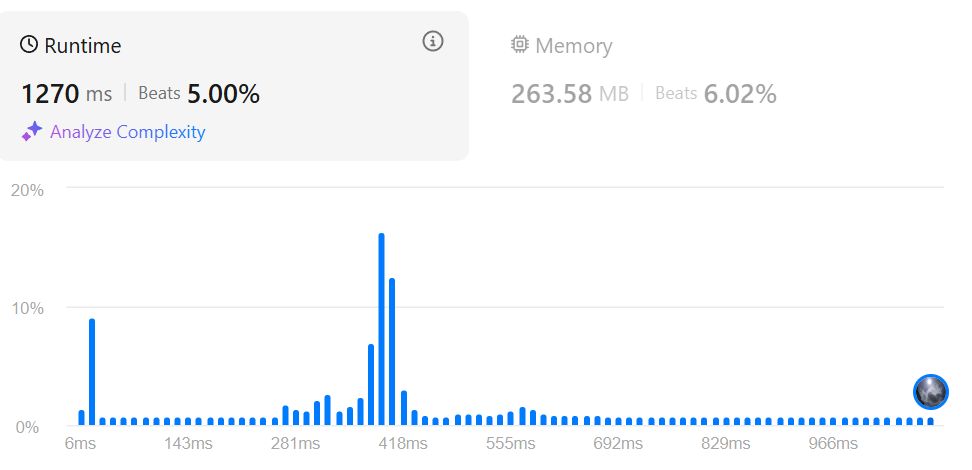 Runtime
1270 ms | Beats 5.00%
Analyze Complexity
Memory
263.58 MB | Beats 6.02%
20%
10%
0%
6ms 143ms 281ms 418ms 555ms 692ms 829ms 966ms